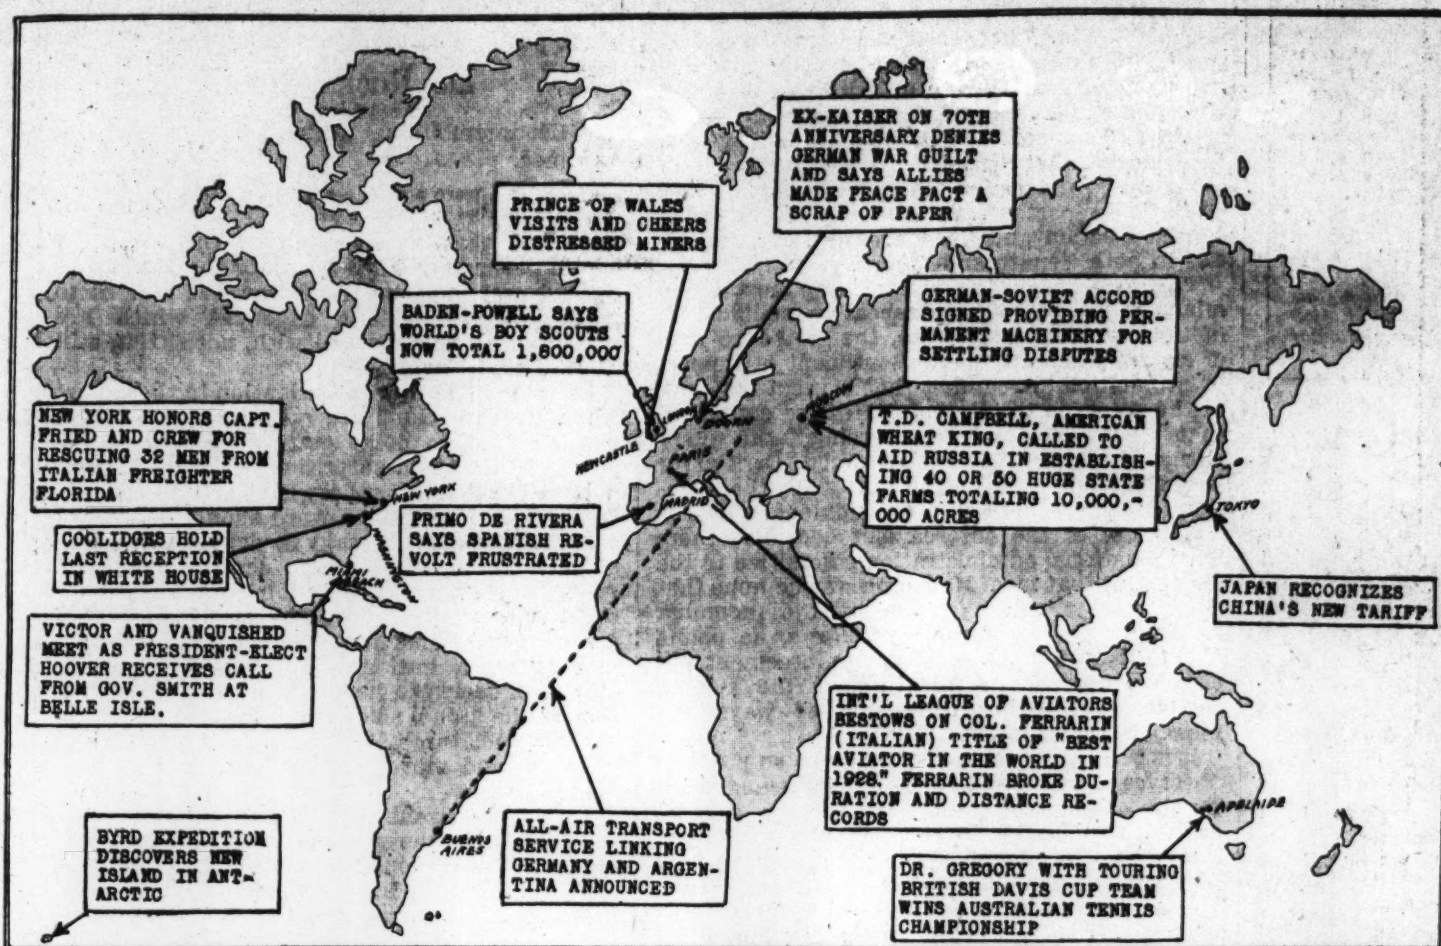 EX-KAISER ON 70TH
ANNIVERSARY DENIES
GERMAN WAR GUILT
AND SAYS ALLIES
MADE PEACE PACT A
SCRAP OF PAPER
PRINCE OF WALES
VISITS AND CHEERS
DISTRESSED MINERS
BADEN-POWELL SAYS
WORLD'S BOY SCOUTS
NOW TOTAL 1,800,000
GERMAN-SOVIET ACCORD
SIGNED PROVIDING PER-
MANENT MACHINERY FOR
SETTLING DISPUTES
NEW YORK HONORS CAPT.
FRIED AND CREW FOR
RESCUING 32 MEN FROM
ITALIAN FREIGHTER
FLORIDA
T.D. CAMPBELL, AMERICAN
WHEAT KING, CALLED TO
AID RUSSIA IN ESTABLISH-
ING 40 OR 50 HUGE STATE
FARMS TOTALING 10,000,-
000 ACRES
MOSCOW
LONDON
DOORN
NEWCASTLE
PARIS
MADRID
NEW YORK
WASHINGTON
TOKYO
PRIMO DE RIVERA
SAYS SPANISH RE-
VOLT FRUSTRATED
COOLIDGES HOLD
LAST RECEPTION
IN WHITE HOUSE
MIAMI
BEACH
JAPAN RECOGNIZES
CHINA'S NEW TARIFF
VICTOR AND VANQUISHED
MEET AS PRESIDENT-ELECT
HOOVER RECEIVES CALL
FROM GOV. SMITH AT
BELLE ISLE.
INT'L LEAGUE OF AVIATORS
BESTOWS ON COL. FERRARIN
(ITALIAN) TITLE OF "BEST
AVIATOR IN THE WORLD IN
1928." FERRARIN BROKE DU-
RATION AND DISTANCE RE-
CORDS
ADELAIDE
BUENOS
AIRES
BYRD EXPEDITION
DISCOVERS NEW
ISLAND IN ANT-
ARCTIC
ALL-AIR TRANSPORT
SERVICE LINKING
GERMANY AND ARGEN-
TINA ANNOUNCED
DR. GREGORY WITH TOURING
BRITISH DAVIS CUP TEAM
WINS AUSTRALIAN TENNIS
CHAMPIONSHIP